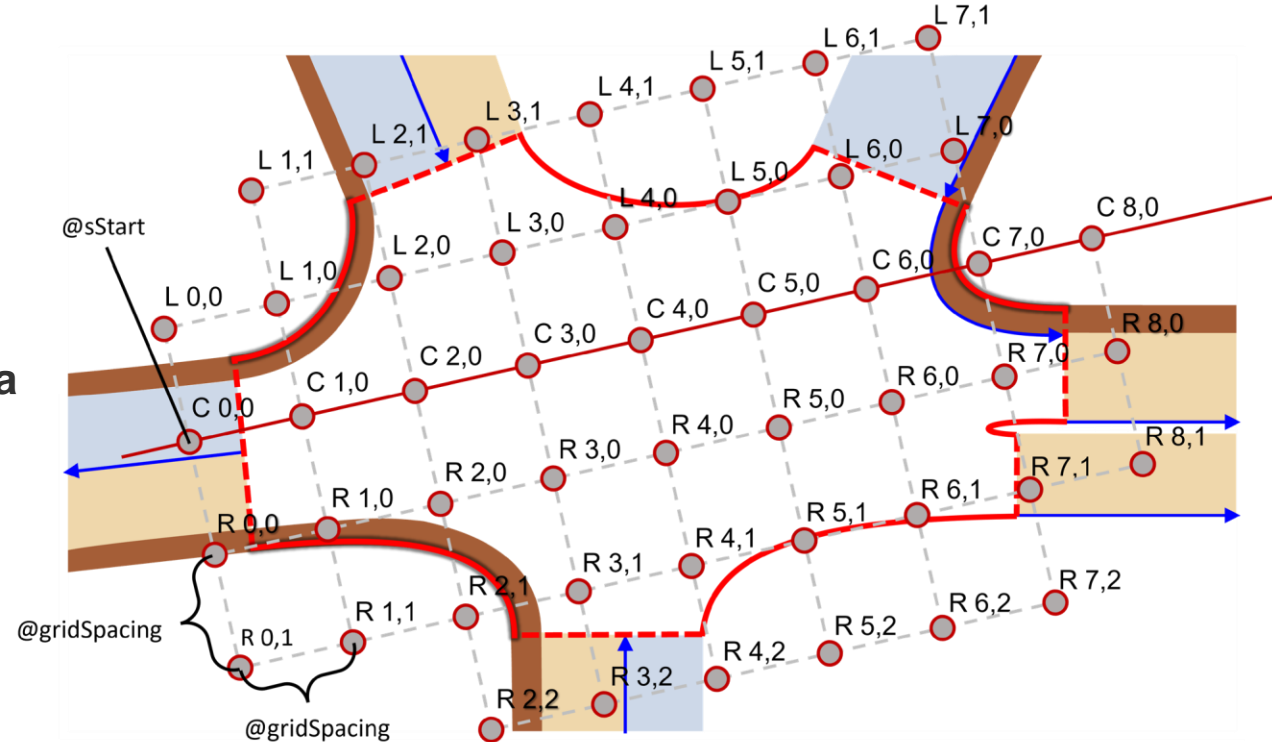 L 7,1
L 6,1
L 5,1
L 4,1
L 3,1
L 2,1
L 1,1
L 7,0
L 6,0
L 5,0
L 4,0
L 3,0
L 2,0
L 1,0
L 0,0
@sStart
C 8,0
C 7,0
C 6,0
C 5,0
C 4,0
C 3,0
C 2,0
C 1,0
C 0,0
a
R 8,0
R 7,0
R 6,0
R 5,0
R 4,0
R 3,0
R 2,0
R 1,0
R 0,0
R 8,1
R 7,1
R 6,1
R 5,1
R 4,1
R 3,1
R 2,1
R 1,1
R 0,1
R 7,2
R 6,2
R 5,2
R 4,2
R 3,2
R 2,2
@gridSpacing
@gridSpacing